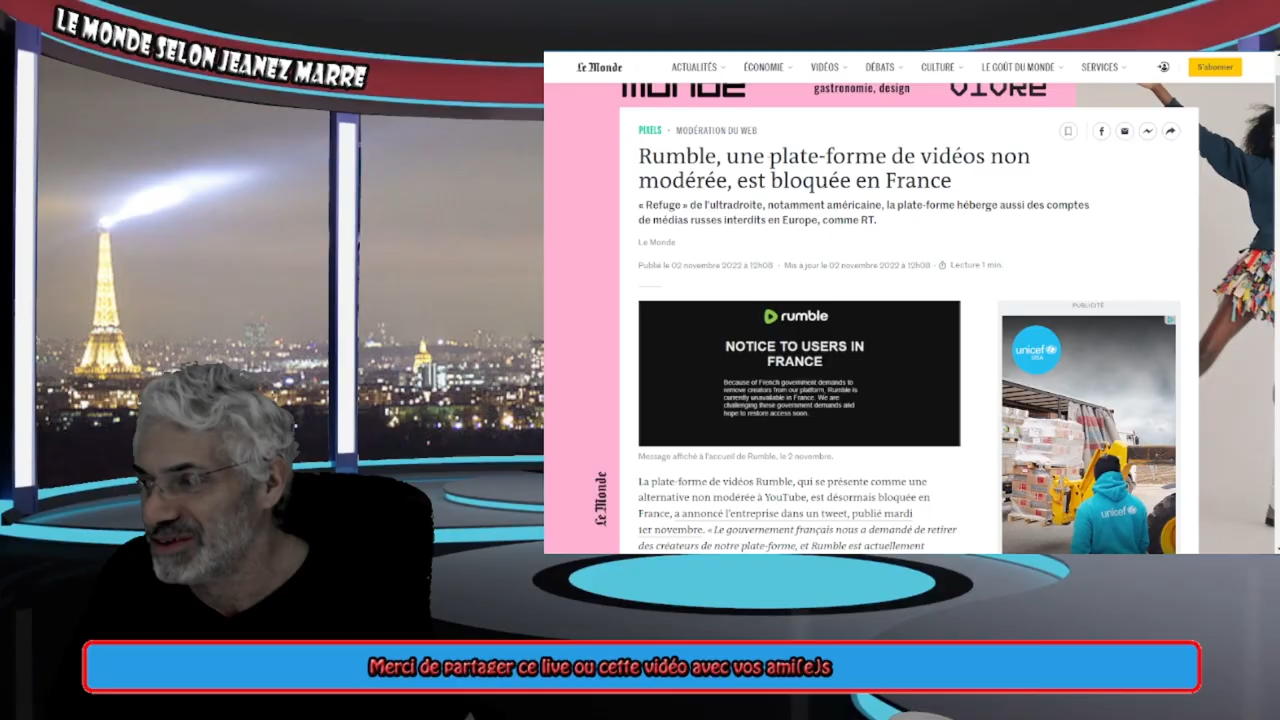 LE MONDE SELON JEANEZ MARRE
Le Monde
ACTUALITÉS
ÉCONOMIE
VIDÉOS
DÉBATS
CULTURE
LE GOÛT DU MONDE
SERVICES
S'abonner
gastronomie, design
VIVRE
PIXELS • MODÉRATION DU WEB
Rumble, une plate-forme de vidéos non
modérée, est bloquée en France
« Refuge » de l'ultradroite, notamment américaine, la plate-forme héberge aussi des comptes
de médias russes interdits en Europe, comme RT.
Le Monde
Publié le 02 novembre 2022 à 12h08 • Mis à jour le 02 novembre 2022 à 12h08 • Lecture 1 min.
rumble
NOTICE TO USERS IN
FRANCE
Because of French government demands to
remove creators from our platform, Rumble is
currently unavailable in France. We are
challenging these government demands and
hope to restore access soon.
PUBLICITÉ
unicef
USA
unicef
Message affiché à l'accueil de Rumble, le 2 novembre.
Le Monde
La plate-forme de vidéos Rumble, qui se présente comme une
alternative non modérée à YouTube, est désormais bloquée en
France, a annoncé l'entreprise dans un tweet, publié mardi
1er novembre. « Le gouvernement français nous a demandé de retirer
des créateurs de notre plate-forme, et Rumble est actuellement
Merci de partager ce live ou cette vidéo avec vos ami(e)s